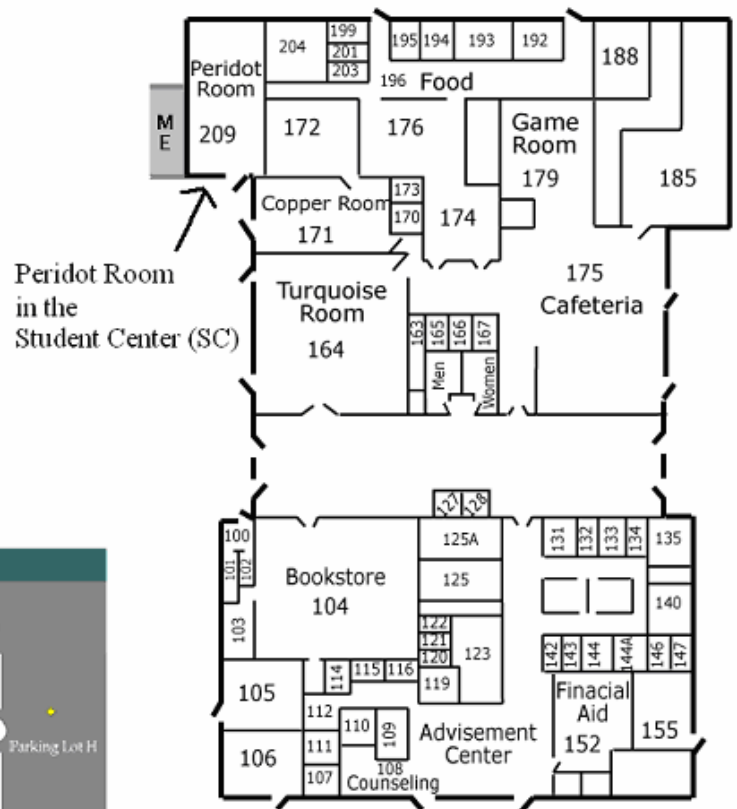 199
204
201
203
195
194
193
192
188
Peridot
Room
209
M
E
196
Food
172
176
Game
Room
179
185
173
170
174
Copper Room
171
Peridot Room
in the
Student Center (SC)
Turquoise
Room
164
175
Cafeteria
163
165
166
167
Men
Women
127
128
100
101
102
103
Bookstore
104
125A
125
131
132
133
134
135
140
122
121
120
119
123
142
143
144
144A
146
147
105
114
115
116
112
110
109
111
106
107
108
Counseling
Advisement
Center
Finacial
Aid
152
155
Parking Lot H